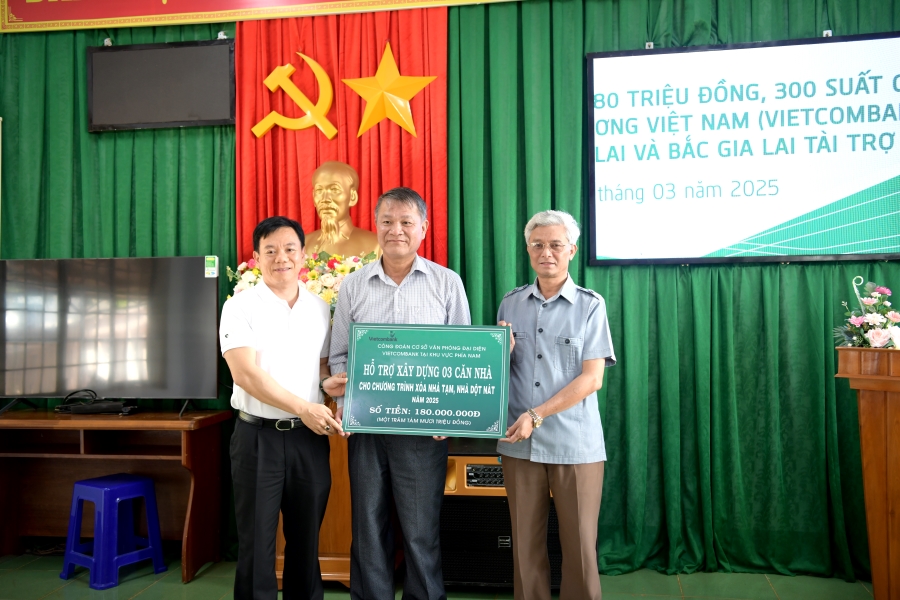 80 TRIỆU ĐỒNG, 300 SUẤT
ƠNG VIỆT NAM (VIETCOMBAN
LAI VÀ BẮC GIA LAI TÀI TRỢ
tháng 03 năm 2025
Vietcombank
CÔNG ĐOÀN CƠ SỞ VĂN PHÒNG ĐẠI DIỆN
VIETCOMBANK TẠI KHU VỰC PHÍA NAM
HỖ TRỢ XÂY DỰNG 03 CĂN NHÀ
CHO CHƯƠNG TRÌNH XÓA NHÀ TẠM, NHÀ DỘT NÁT
NĂM 2025
SỐ TIỀN: 180.000.000Đ
(MỘT TRĂM TÁM MƯƠI TRIỆU ĐỒNG)